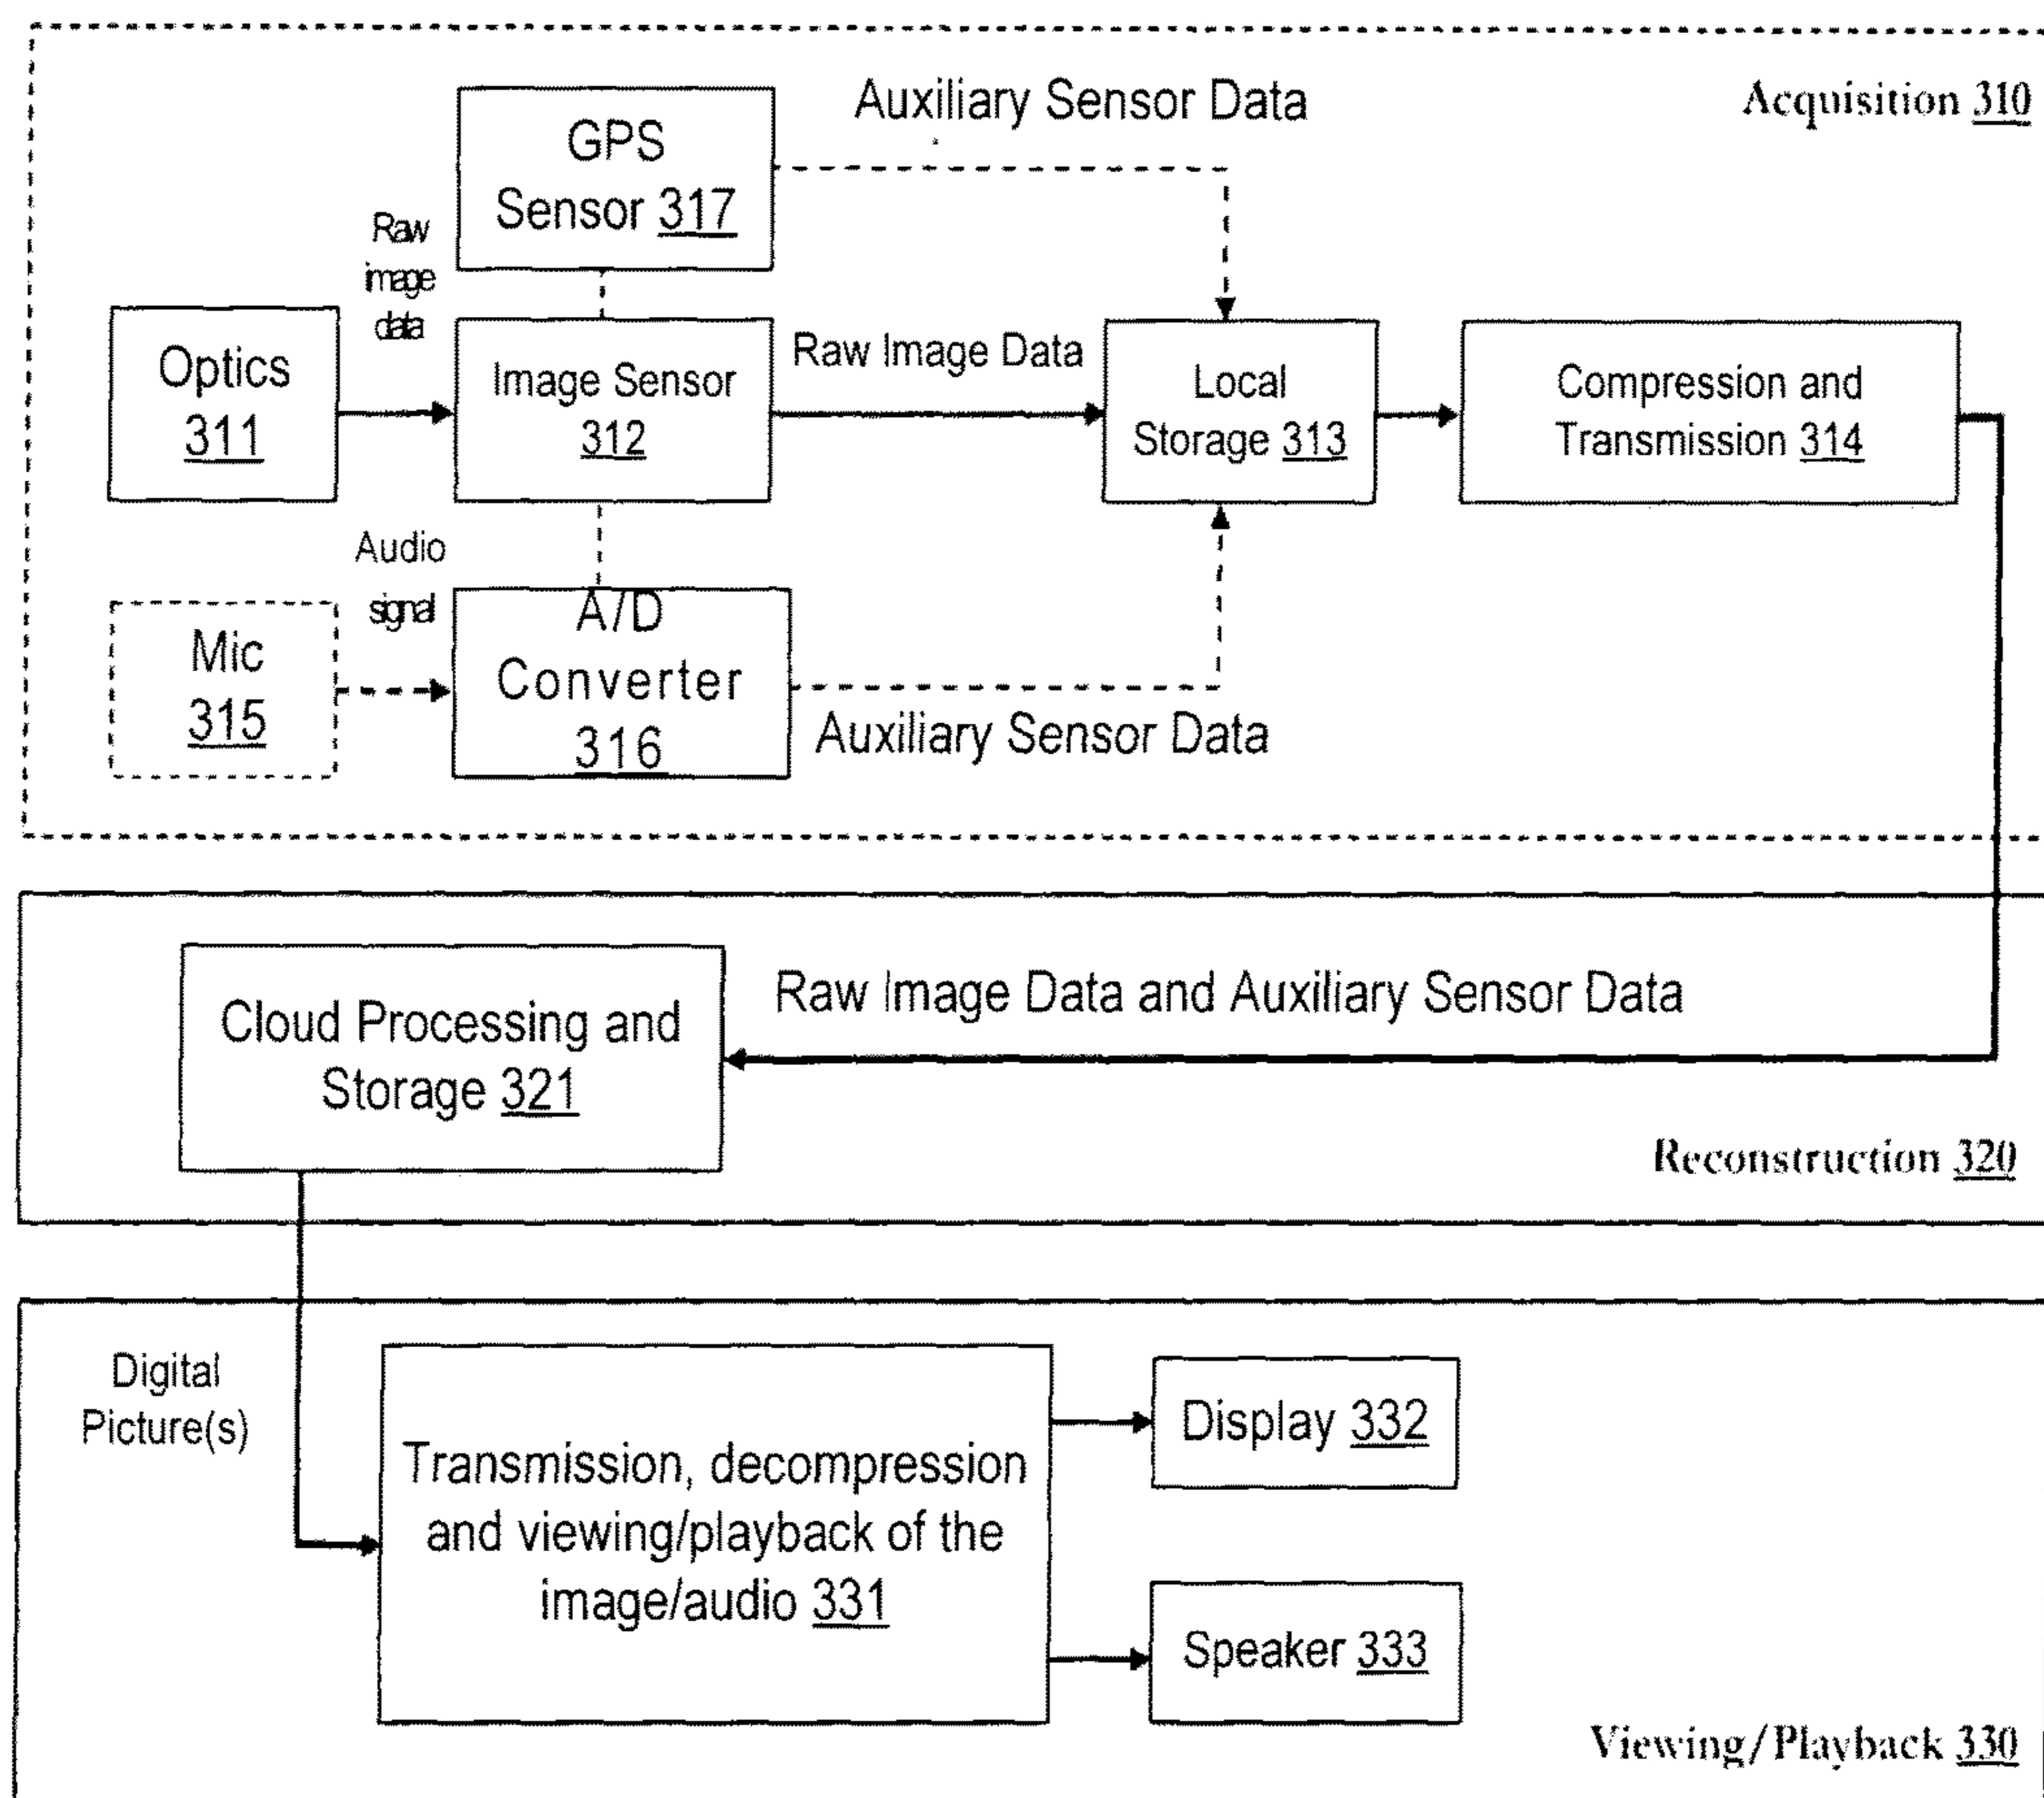 Acquisition 310
Auxiliary Sensor Data
GPS
Sensor 317
Raw
image
data
Optics
311
Image Sensor
312
Raw Image Data
Local
Storage 313
Compression and
Transmission 314
Audio
signal
Mic
315
A/D
Converter
316
Auxiliary Sensor Data
Cloud Processing and
Storage 321
Raw Image Data and Auxiliary Sensor Data
Reconstruction 320
Digital
Picture(s)
Transmission, decompression
and viewing/playback of the
image/audio 331
Display 332
Speaker 333
Viewing/Playback 330